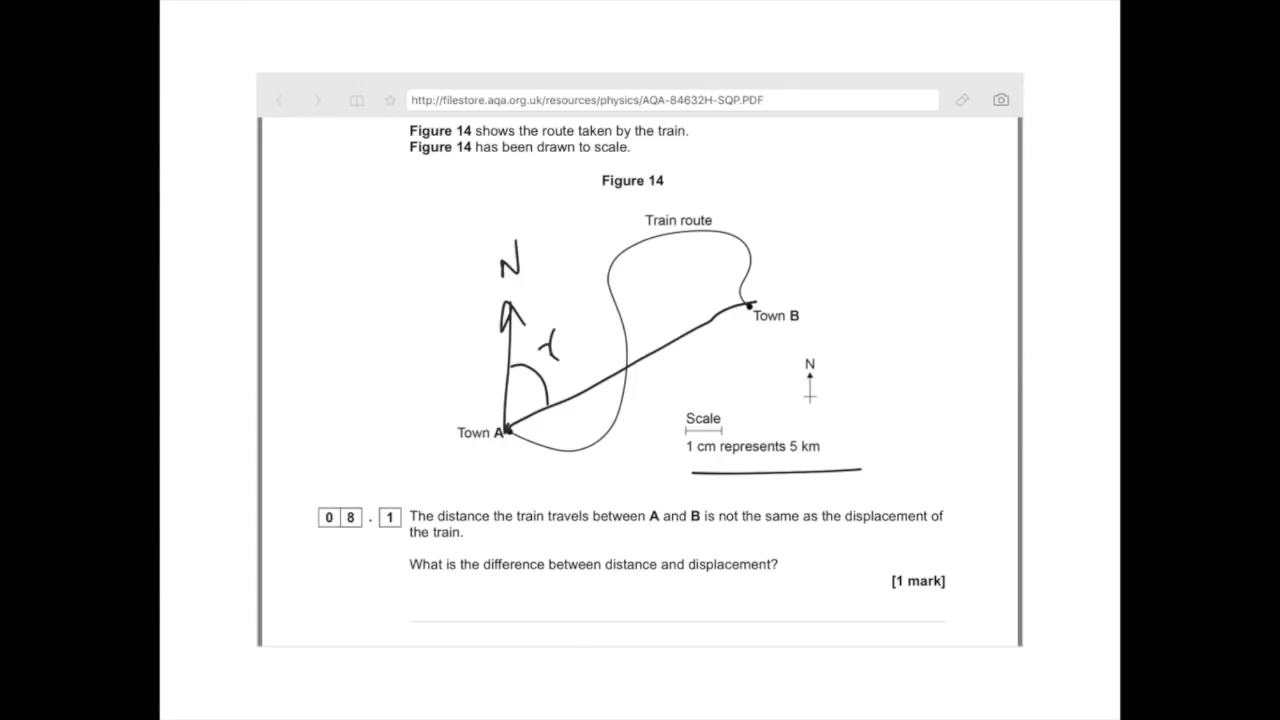 http://filestore.aqa.org.uk/resources/physics/AQA-84632H-SQP.PDF
Figure 14 shows the route taken by the train.
Figure 14 has been drawn to scale.
Figure 14
Train route
N
Town B
N
Town A
Scale
1 cm represents 5 km
08.1 The distance the train travels between A and B is not the same as the displacement of
the train.
What is the difference between distance and displacement?
[1 mark]